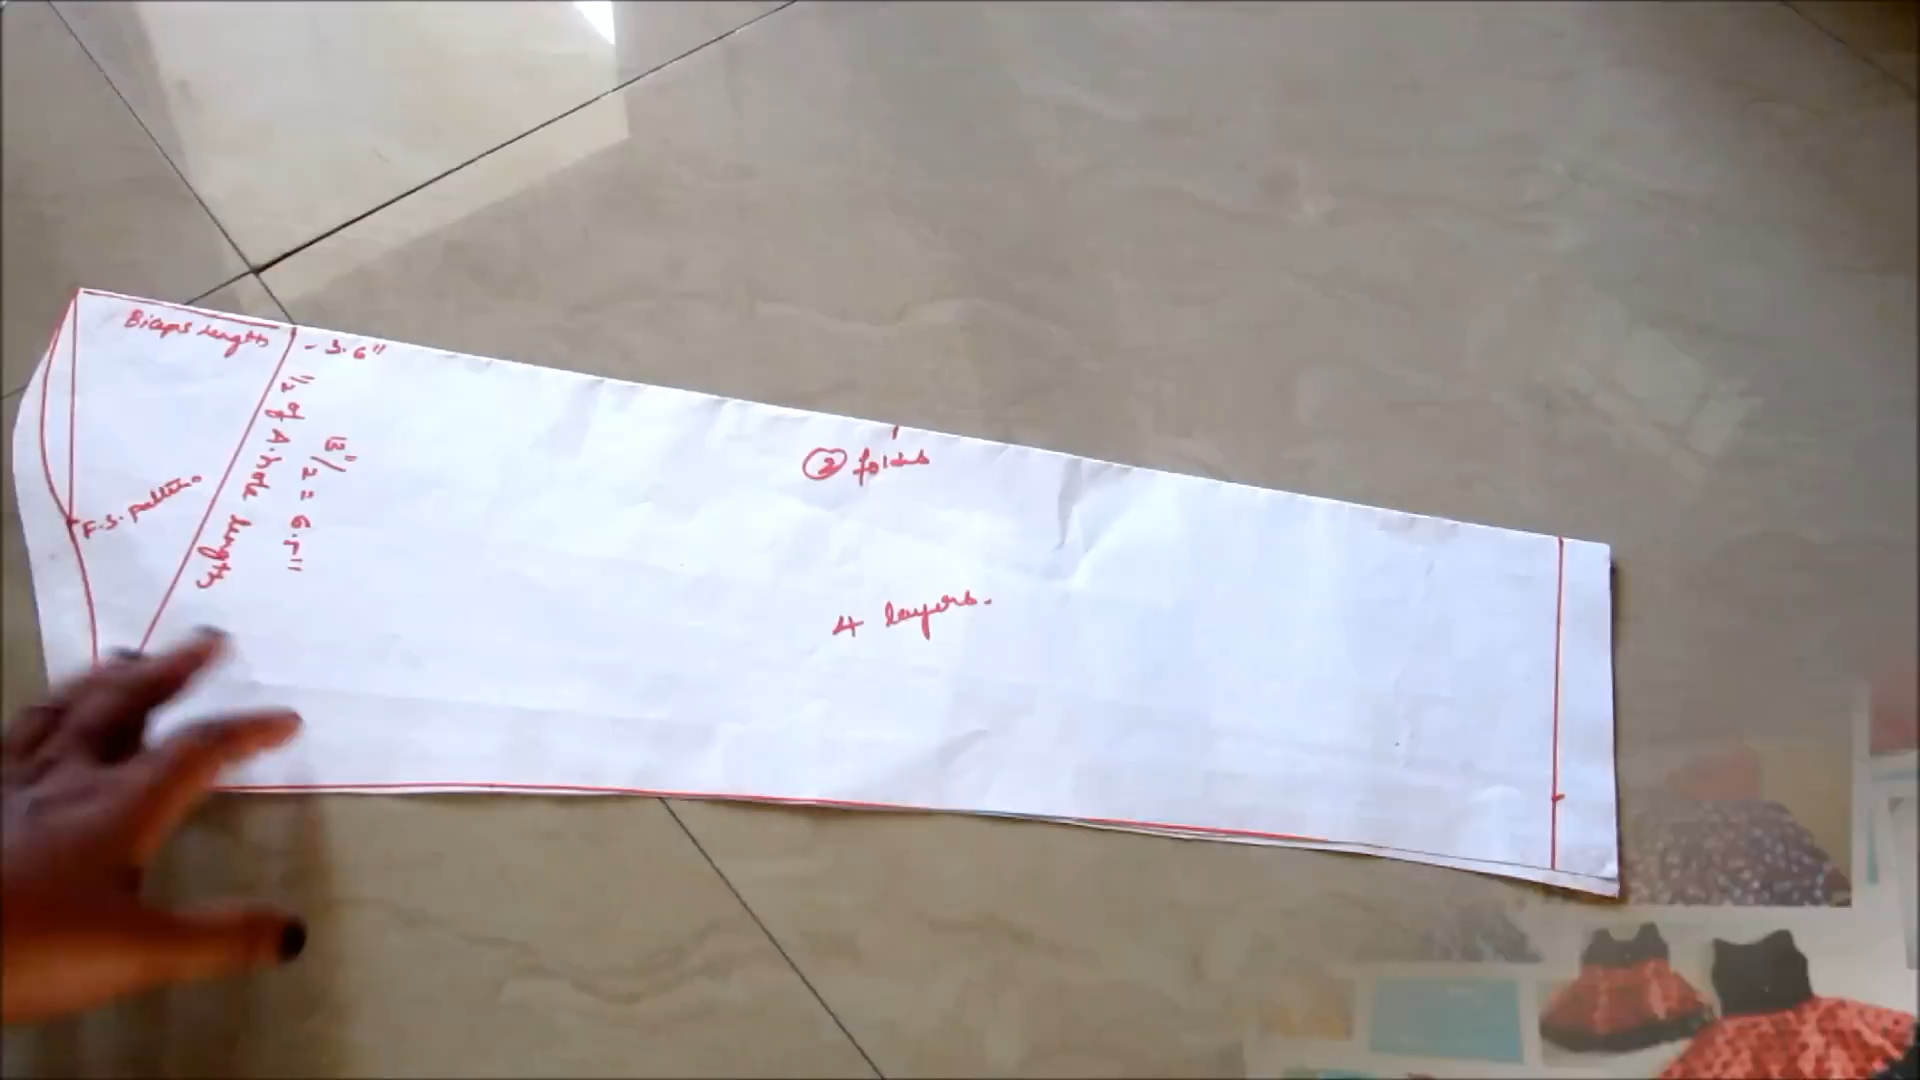 Biceps length
- 3.6"
1/2 of A.hole length
13"/2 = 6.5"
F.S. pattern
② folds
4 layers.